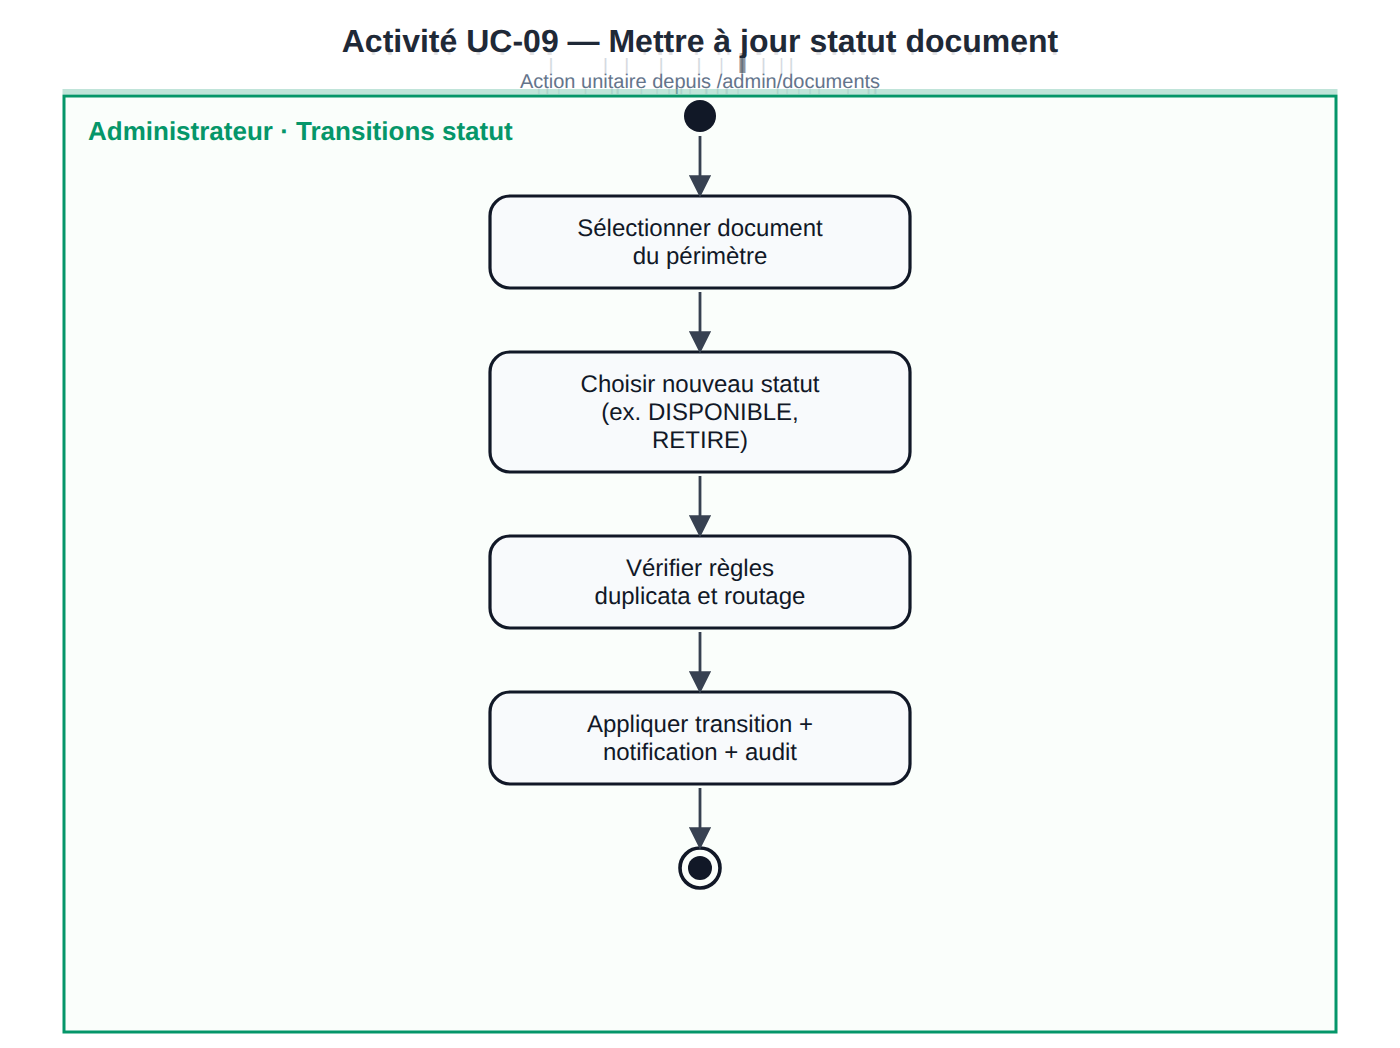 Activité UC-09 — Mettre à jour statut document
Action unitaire depuis /admin/documents
Administrateur · Transitions statut
Sélectionner document
du périmètre
Choisir nouveau statut
(ex. DISPONIBLE,
RETIRE)
Vérifier règles
duplicata et routage
Appliquer transition +
notification + audit